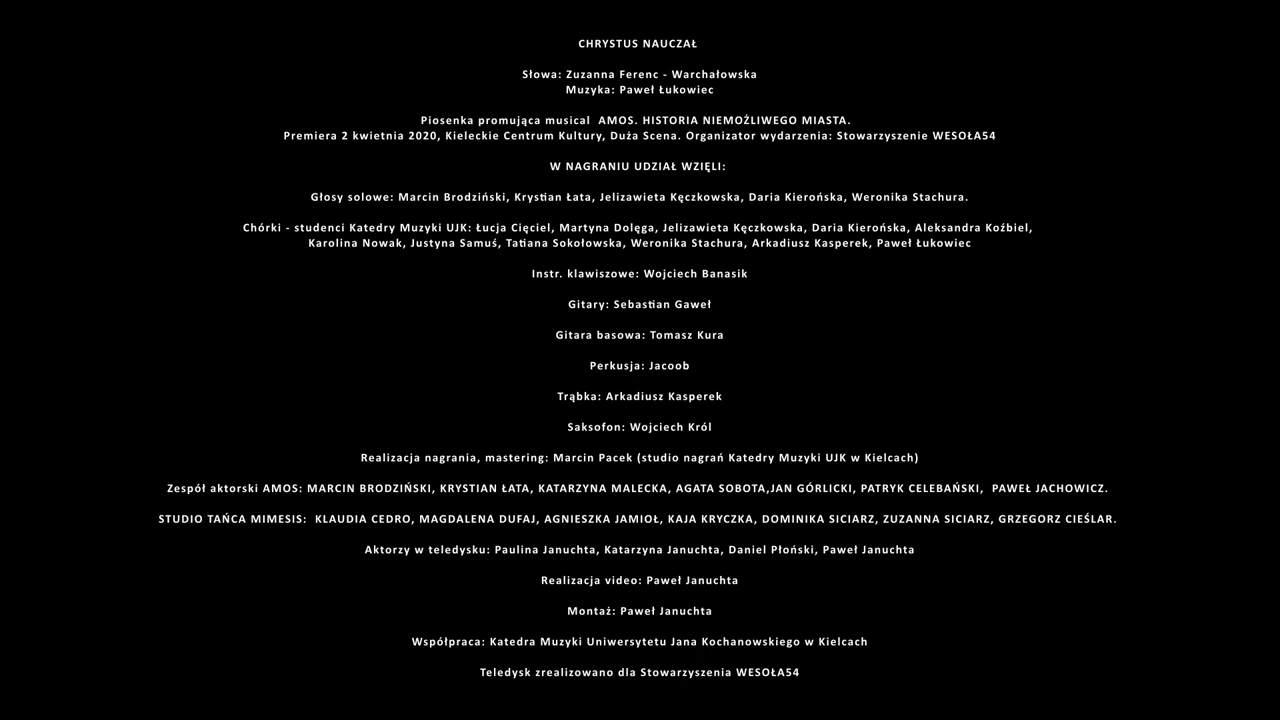 CHRYSTUS NAUCZAŁ
Słowa: Zuzanna Ferenc - Warchałowska
Muzyka: Paweł Łukowiec
Piosenka promująca musical  AMOS. HISTORIA NIEMOŻLIWEGO MIASTA.
Premiera 2 kwietnia 2020, Kieleckie Centrum Kultury, Duża Scena. Organizator wydarzenia: Stowarzyszenie WESOŁA54
W NAGRANIU UDZIAŁ WZIĘLI:
Głosy solowe: Marcin Brodziński, Krystian Łata, Jelizawieta Kęczkowska, Daria Kierońska, Weronika Stachura.
Chórki - studenci Katedry Muzyki UJK: Łucja Cięciel, Martyna Dolęga, Jelizawieta Kęczkowska, Daria Kierońska, Aleksandra Koźbiel,
Karolina Nowak, Justyna Samuś, Tatiana Sokołowska, Weronika Stachura, Arkadiusz Kasperek, Paweł Łukowiec
Instr. klawiszowe: Wojciech Banasik
Gitary: Sebastian Gaweł
Gitara basowa: Tomasz Kura
Perkusja: Jacoob
Trąbka: Arkadiusz Kasperek
Saksofon: Wojciech Król
Realizacja nagrania, mastering: Marcin Pacek (studio nagrań Katedry Muzyki UJK w Kielcach)
Zespół aktorski AMOS: MARCIN BRODZIŃSKI, KRYSTIAN ŁATA, KATARZYNA MALECKA, AGATA SOBOTA,JAN GÓRLICKI, PATRYK CELEBAŃSKI,  PAWEŁ JACHOWICZ.
STUDIO TAŃCA MIMESIS:  KLAUDIA CEDRO, MAGDALENA DUFAJ, AGNIESZKA JAMIOŁ, KAJA KRYCZKA, DOMINIKA SICIARZ, ZUZANNA SICIARZ, GRZEGORZ CIEŚLAR.
Aktorzy w teledysku: Paulina Januchta, Katarzyna Januchta, Daniel Płoński, Paweł Januchta
Realizacja video: Paweł Januchta
Montaż: Paweł Januchta
Współpraca: Katedra Muzyki Uniwersytetu Jana Kochanowskiego w Kielcach
Teledysk zrealizowano dla Stowarzyszenia WESOŁA54